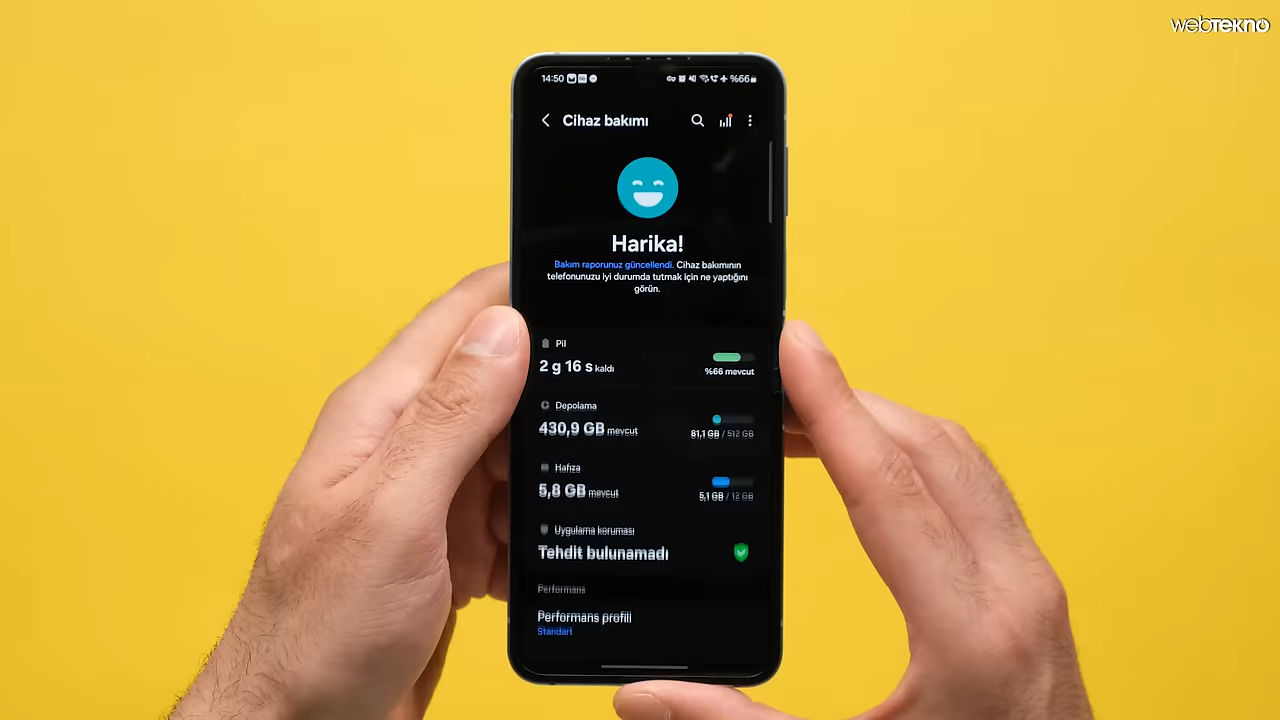 webtekno
14:50
%66
Cihaz bakımı
Harika!
Bakım raporunuz güncellendi. Cihaz bakımının
telefonunuzu iyi durumda tutmak için ne yaptığını
görün.
Pil
2 g 16 s kaldı
%66 mevcut
Depolama
430,9 GB mevcut
81,1 GB / 512 GB
Hafıza
5,8 GB mevcut
5,1 GB / 12 GB
Uygulama koruması
Tehdit bulunamadı
Performans
Performans profili
Standart